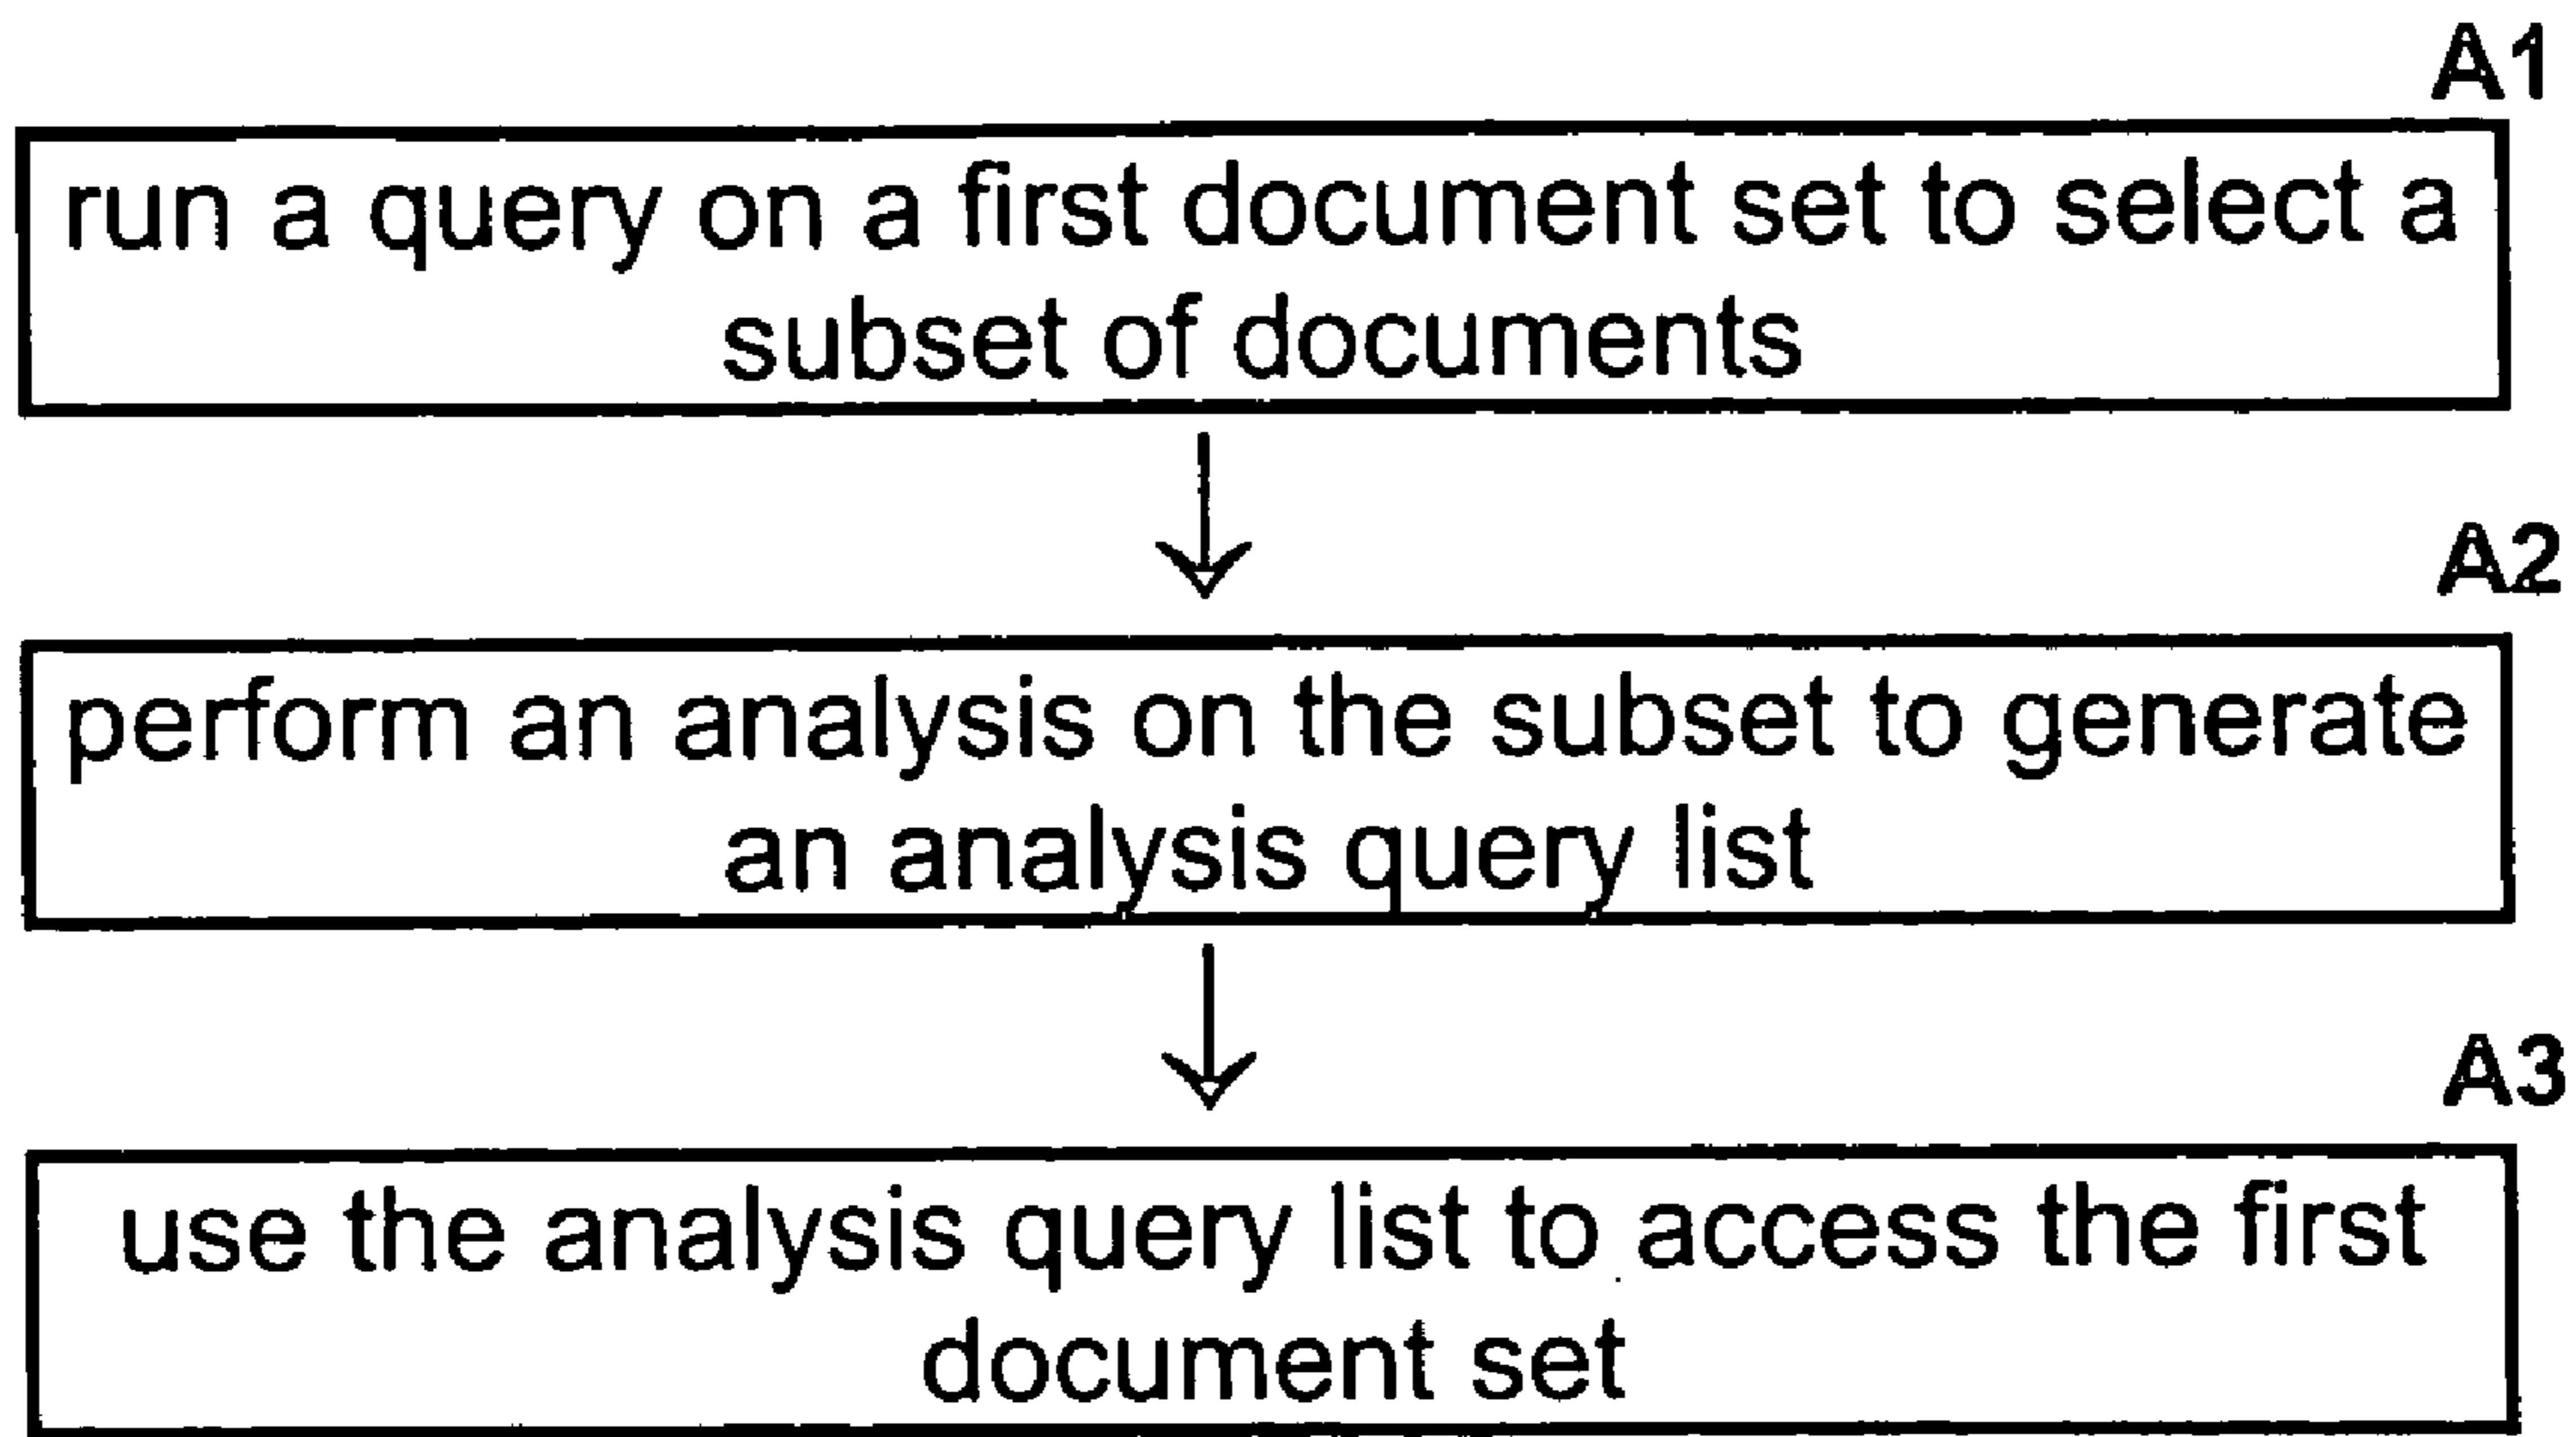 A1
run a query on a first document set to select a
subset of documents
A2
perform an analysis on the subset to generate
an analysis query list
A3
use the analysis query list to access the first
document set